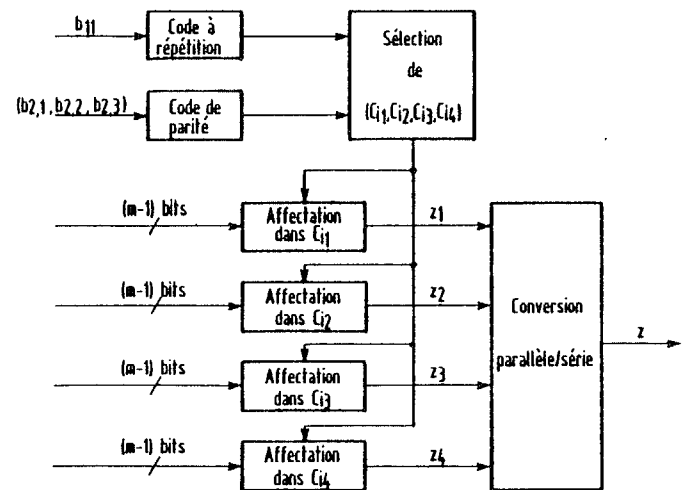 b11
Code à
répétition
Sélection
de
(Ci1,Ci2,Ci3,Ci4)
(b2,1, b2,2, b2,3)
Code de
parité
(m-1) bits
Affectation
dans Ci1
z1
(m-1) bits
Affectation
dans Ci2
z2
Conversion
parallèle/série
z
(m-1) bits
Affectation
dans Ci3
z3
(m-1) bits
Affectation
dans Ci4
z4